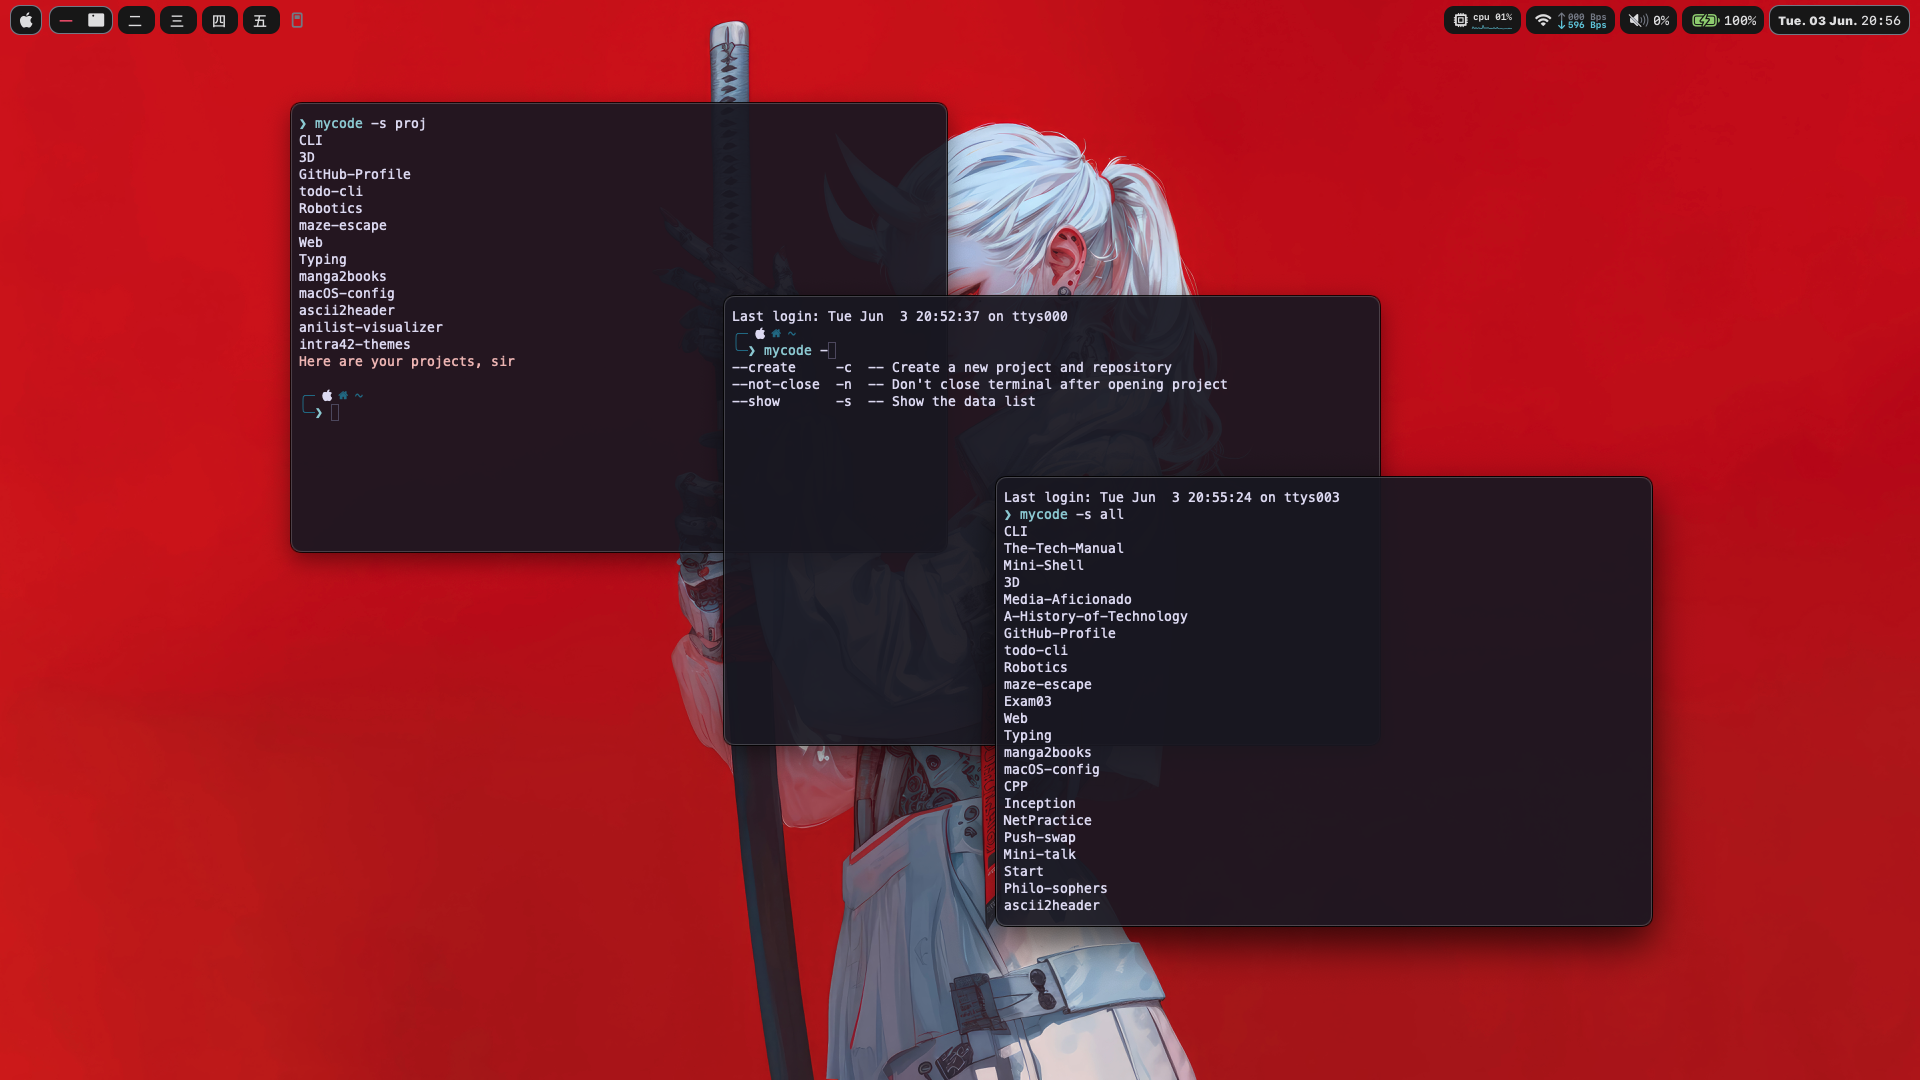 一 二 三 四 五
cpu 01%
000 Bps
596 Bps
0%
100%
Tue. 03 Jun. 20:56
❯ mycode -s proj
CLI
3D
GitHub-Profile
todo-cli
Robotics
maze-escape
Web
Typing
manga2books
macOS-config
ascii2header
anilist-visualizer
intra42-themes
Here are your projects, sir
~
❯
Last login: Tue Jun  3 20:52:37 on ttys000
~
❯ mycode -
--create     -c  -- Create a new project and repository
--not-close  -n  -- Don't close terminal after opening project
--show       -s  -- Show the data list
Last login: Tue Jun  3 20:55:24 on ttys003
❯ mycode -s all
CLI
The-Tech-Manual
Mini-Shell
3D
Media-Aficionado
A-History-of-Technology
GitHub-Profile
todo-cli
Robotics
maze-escape
Exam03
Web
Typing
manga2books
macOS-config
CPP
Inception
NetPractice
Push-swap
Mini-talk
Start
Philo-sophers
ascii2header